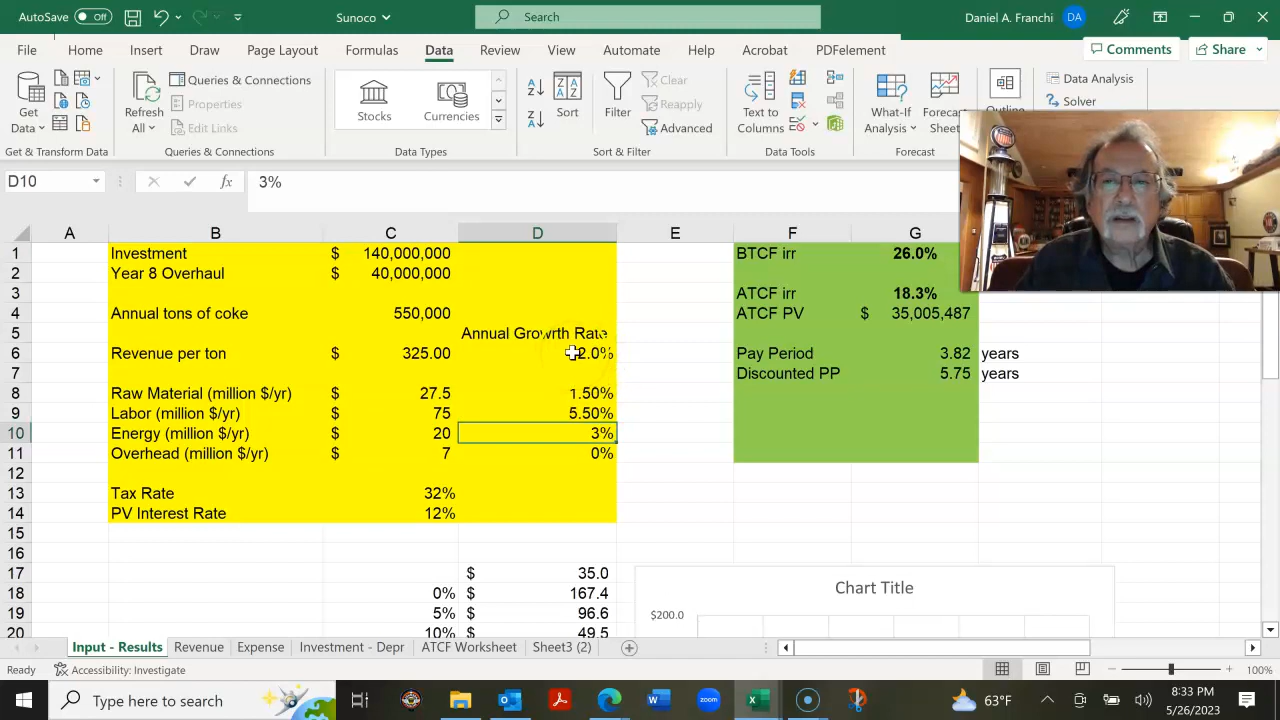 AutoSave Off Sunoco Search Daniel A. Franchi DA
File Home Insert Draw Page Layout Formulas Data Review View Automate Help Acrobat PDFelement Comments Share
Get Data
Refresh All
Queries & Connections
Properties
Edit Links
Stocks
Currencies
Sort
Filter
Clear
Reapply
Advanced
Text to Columns
What-If Analysis
Forecast Sheet
Data Analysis
Solver
Get & Transform Data Queries & Connections Data Types Sort & Filter Data Tools Forecast
D10 fx 3%
A B C D E F G
1 Investment $ 140,000,000 BTCF irr 26.0%
2 Year 8 Overhaul $ 40,000,000
3 ATCF irr 18.3%
4 Annual tons of coke 550,000 ATCF PV $ 35,005,487
5 Annual Growth Rate
6 Revenue per ton $ 325.00 2.0% Pay Period 3.82 years
7 Discounted PP 5.75 years
8 Raw Material (million $/yr) $ 27.5 1.50%
9 Labor (million $/yr) $ 75 5.50%
10 Energy (million $/yr) $ 20 3%
11 Overhead (million $/yr) $ 7 0%
12
13 Tax Rate 32%
14 PV Interest Rate 12%
15
16
17 $ 35.0
18 0% $ 167.4 Chart Title
19 5% $ 96.6 $200.0
20 10% $ 49.5
Input - Results Revenue Expense Investment - Depr ATCF Worksheet Sheet3 (2)
Ready Accessibility: Investigate 100%
Type here to search zoom 63°F 8:33 PM
5/26/2023